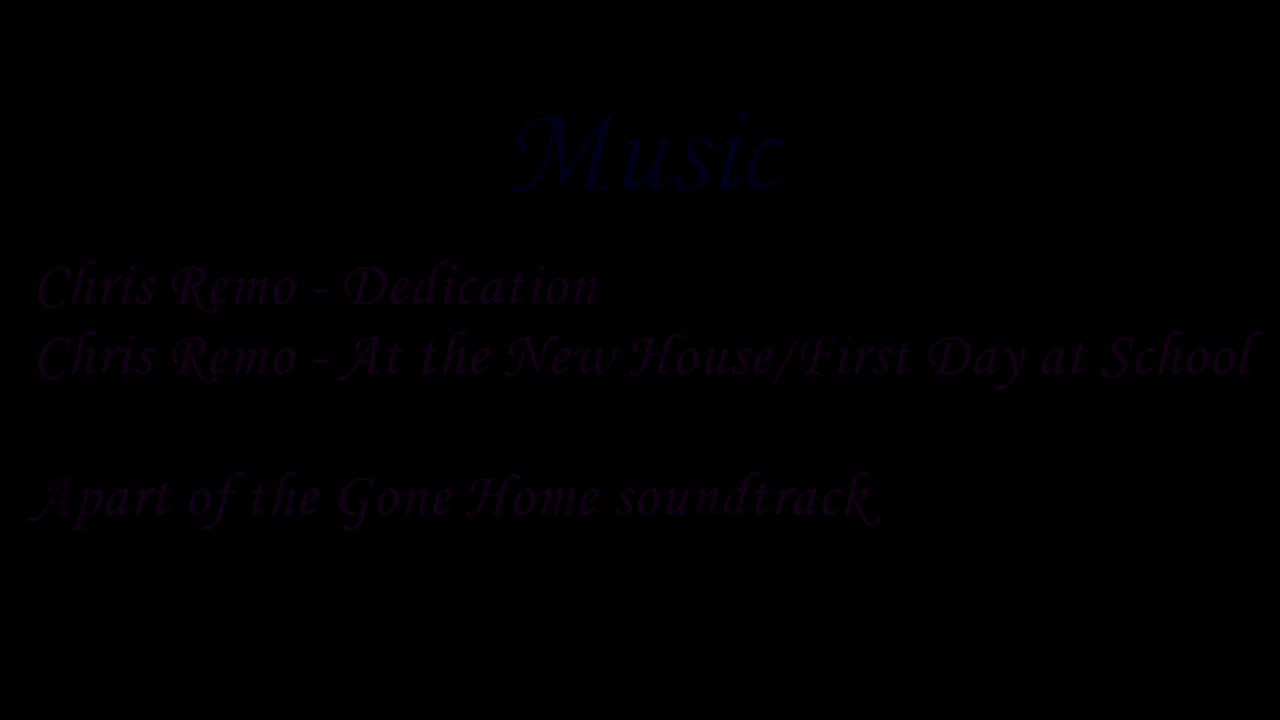 Music
Chris Remo - Dedication
Chris Remo - At the New House/First Day at School
Apart of the Gone Home soundtrack